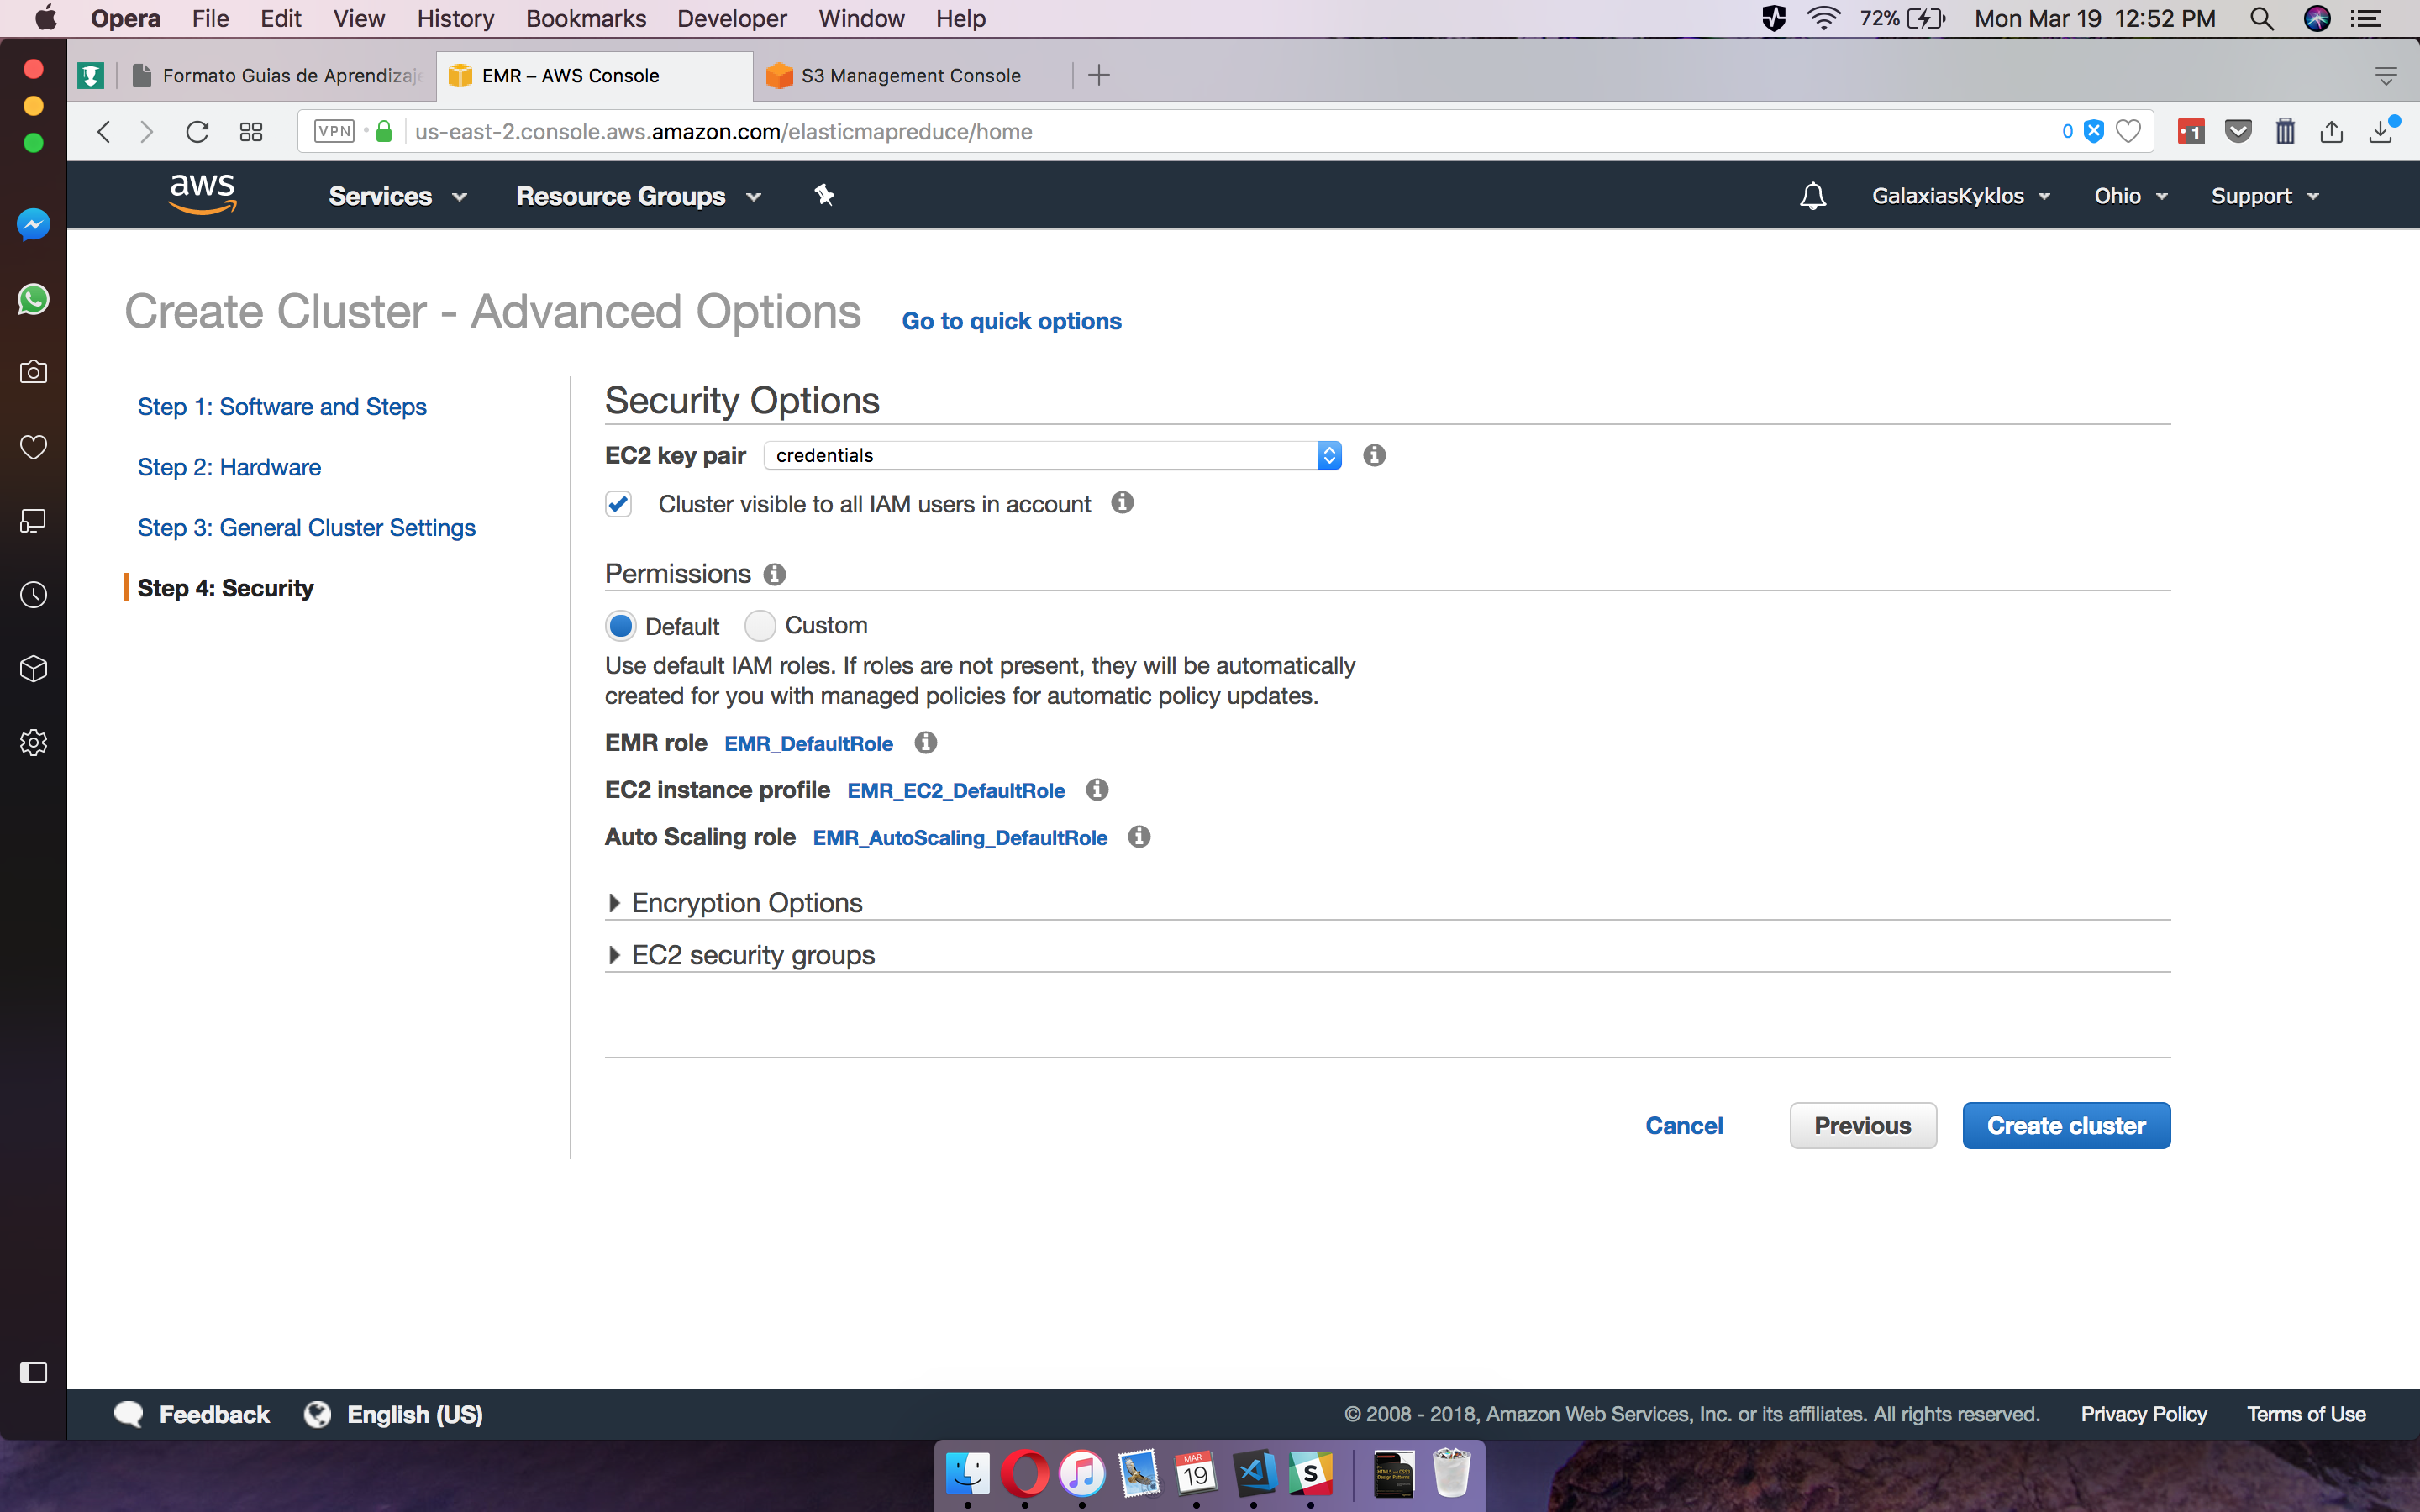 Opera File Edit View History Bookmarks Developer Window Help 72% Mon Mar 19 12:52 PM
Formato Guias de Aprendizaje EMR – AWS Console S3 Management Console
VPN us-east-2.console.aws.amazon.com/elasticmapreduce/home 0 1
aws Services Resource Groups GalaxiasKyklos Ohio Support
Create Cluster - Advanced Options Go to quick options
Step 1: Software and Steps
Step 2: Hardware
Step 3: General Cluster Settings
Step 4: Security
Security Options
EC2 key pair credentials
Cluster visible to all IAM users in account
Permissions
Default Custom
Use default IAM roles. If roles are not present, they will be automatically
created for you with managed policies for automatic policy updates.
EMR role EMR_DefaultRole
EC2 instance profile EMR_EC2_DefaultRole
Auto Scaling role EMR_AutoScaling_DefaultRole
Encryption Options
EC2 security groups
Cancel Previous Create cluster
Feedback English (US) © 2008 - 2018, Amazon Web Services, Inc. or its affiliates. All rights reserved. Privacy Policy Terms of Use
MAR
19
S